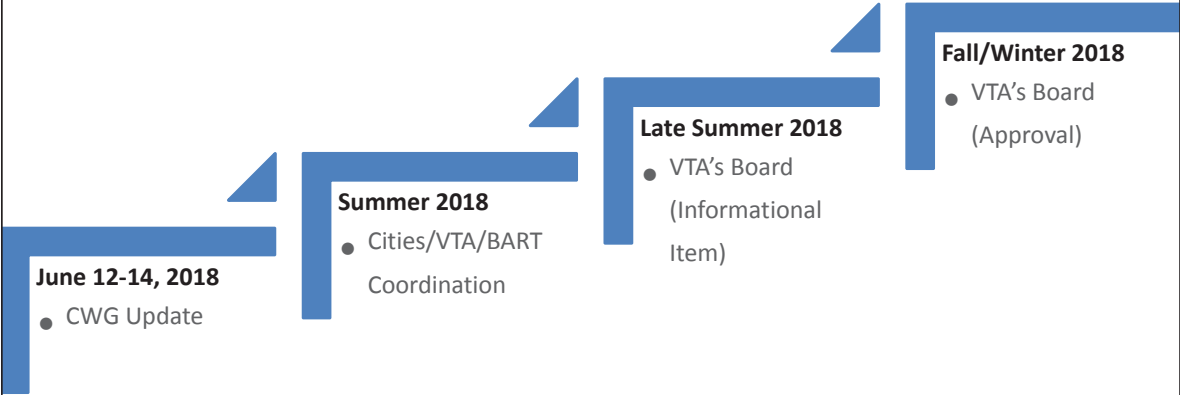 June 12-14, 2018
● CWG Update
Summer 2018
● Cities/VTA/BART
Coordination
Late Summer 2018
● VTA's Board
(Informational
Item)
Fall/Winter 2018
● VTA's Board
(Approval)